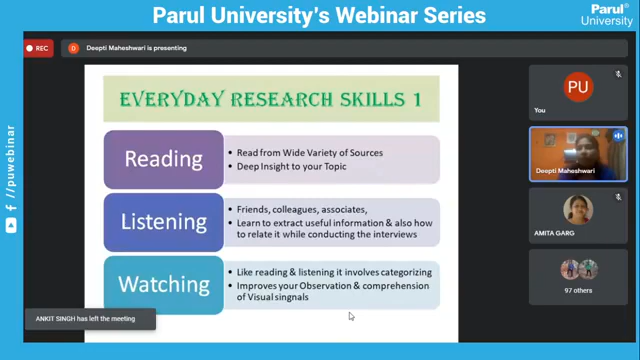 Parul University's Webinar Series
Parul®
University
REC
D
Deepti Maheshwari is presenting
EVERYDAY RESEARCH SKILLS 1
Reading
• Read from Wide Variety of Sources
• Deep Insight to your Topic
Listening
• Friends, colleagues, associates,
• Learn to extract useful information & also how
to relate it while conducting the interviews
Watching
• Like reading & listening it involves categorizing
• Improves your Observation & comprehension
of Visual singnals
PU
You
Deepti Maheshwari
AMITA GARG
97 others
ANKIT SINGH has left the meeting
/puwebinar